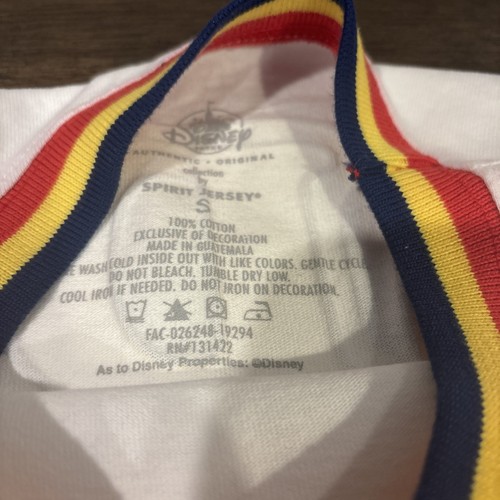 Disney
AUTHENTIC • ORIGINAL
collection
by
SPIRIT JERSEY®
S
100% COTTON
EXCLUSIVE OF DECORATION
MADE IN GUATEMALA
WASH COLD INSIDE OUT WITH LIKE COLORS. GENTLE CYCLE
DO NOT BLEACH. TUMBLE DRY LOW.
COOL IRON IF NEEDED. DO NOT IRON ON DECORATION.
FAC-026248-19294
RN#131422
As to Disney Properties: ©Disney